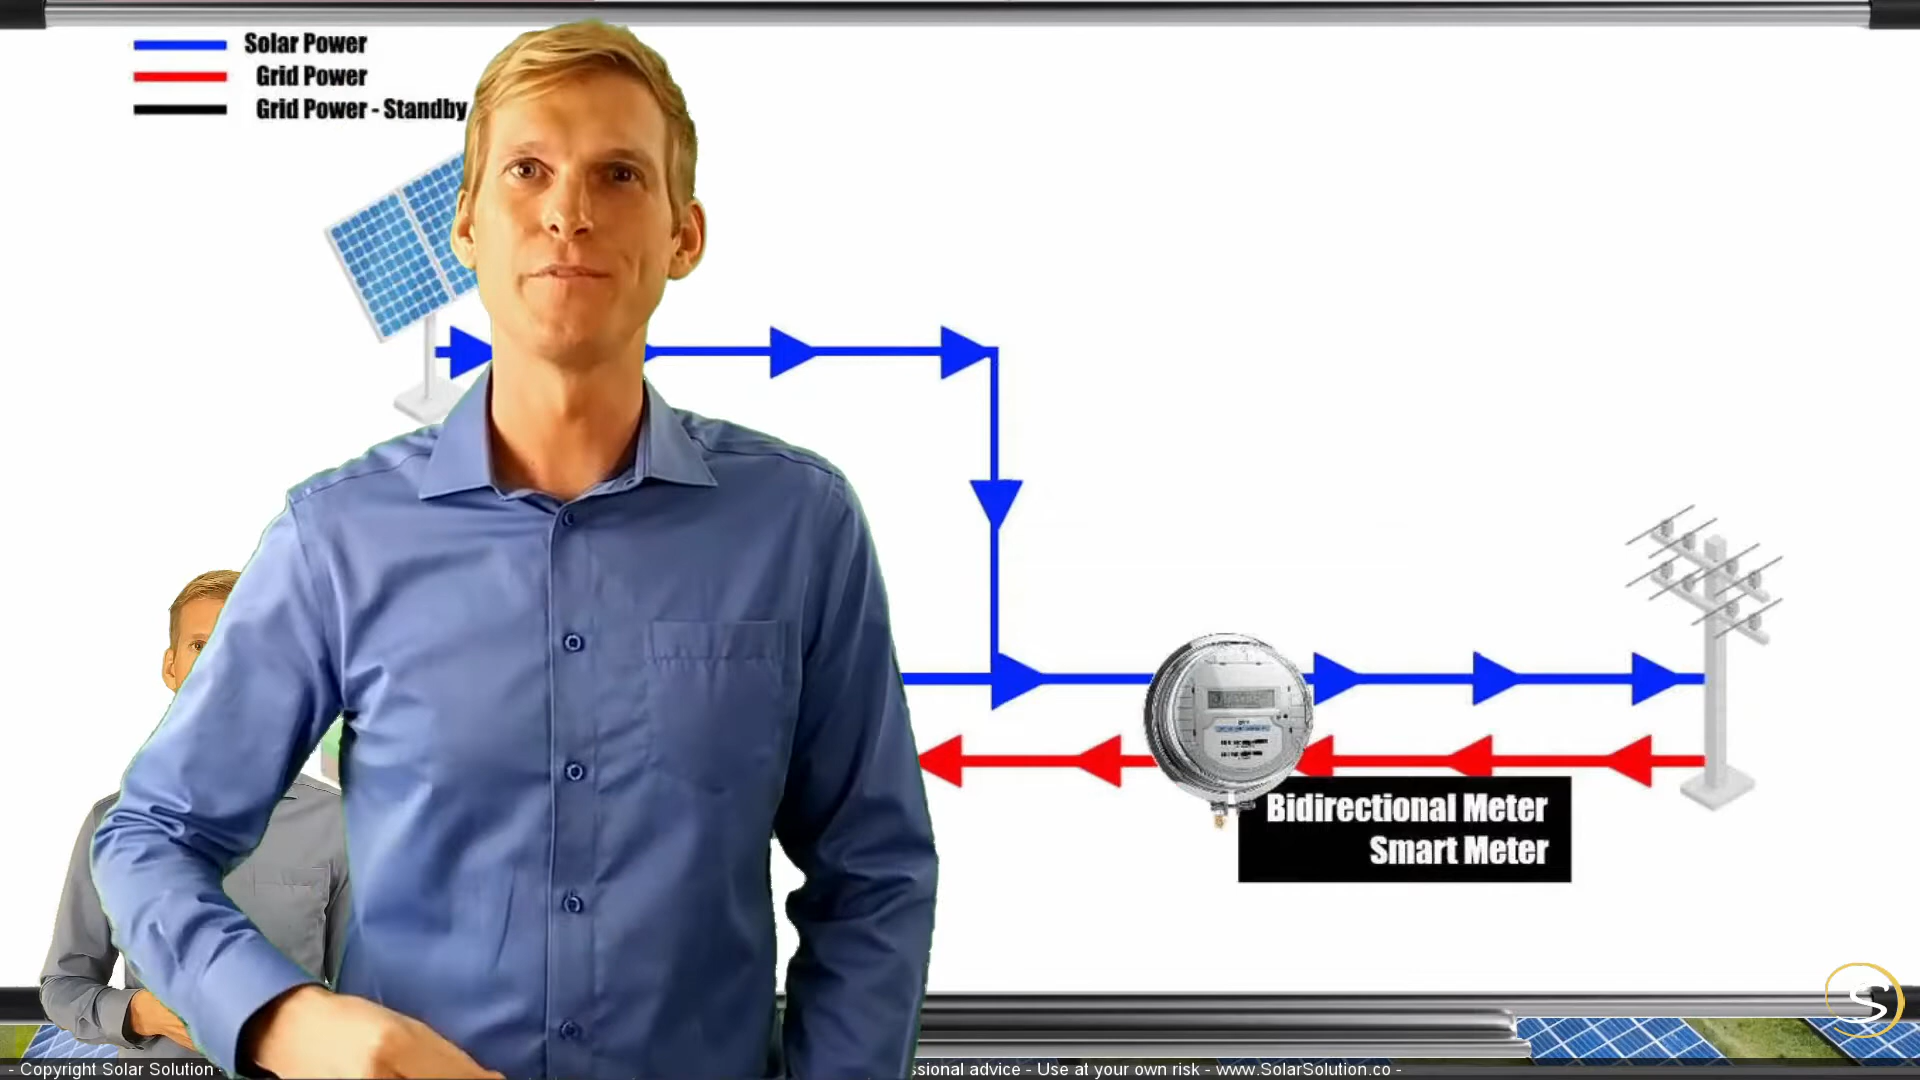 Solar Power
Grid Power
Grid Power - Standby
Bidirectional Meter
Smart Meter
S
- Copyright Solar Solution - 
advice - Use at your own risk - www.SolarSolution.co -